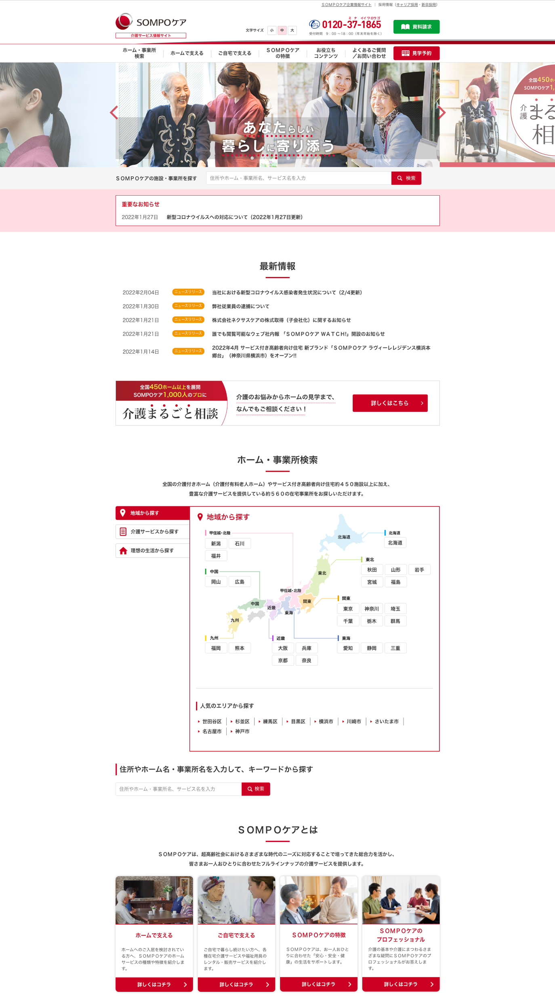 ＳＯＭＰＯケア企業情報サイト ｜ 採用情報（キャリア採用・新卒採用）
SOMPOケア
介護サービス情報サイト
文字サイズ 小 中 大
ミナ イイワロウゴ
フリーコール 0120-37-1865
受付時間 9：00 〜18：00（年末年始を除く）
資料請求
ホーム・事業所検索
ホームで支える
ご自宅で支える
ＳＯＭＰＯケアの特徴
お役立ちコンテンツ
よくあるご質問／お問い合わせ
見学予約
あなたらしい
暮らしに寄り添う
全国450ホ
SOMPOケア1,
介護まる
相
ＳＯＭＰＯケアの施設・事業所を探す
住所やホーム・事業所名、サービス名を入力
検索
重要なお知らせ
2022年1月27日 新型コロナウイルスへの対応について（2022年1月27日更新）
最新情報
2022年2月04日 ニュースリリース 当社における新型コロナウイルス感染者発生状況について（2/4更新）
2022年1月30日 ニュースリリース 弊社従業員の逮捕について
2022年1月21日 ニュースリリース 株式会社ネクサスケアの株式取得（子会社化）に関するお知らせ
2022年1月21日 ニュースリリース 誰でも閲覧可能なウェブ社内報 「ＳＯＭＰＯケア ＷＡＴＣＨ!」開設のお知らせ
2022年1月14日 ニュースリリース 2022年4月 サービス付き高齢者向け住宅 新ブランド「ＳＯＭＰＯケア ラヴィーレレジデンス横浜本
郷台」（神奈川県横浜市）をオープン!!
全国450ホーム以上を展開
SOMPOケア1,000人のプロに
介護まるごと相談
介護のお悩みからホームの見学まで、
なんでもご相談ください！
詳しくはこちら
ホーム・事業所検索
全国の介護付きホーム（介護付有料老人ホーム）やサービス付き高齢者向け住宅約４５０施設以上に加え、
豊富な介護サービスを提供している約５６０の在宅事業所をお探しいただけます。
地域から探す
介護サービスから探す
理想の生活から探す
地域から探す
甲信越・北陸
新潟 石川
福井
中国
岡山 広島
北海道
北海道
北海道
東北
東北
秋田 山形 岩手
宮城 福島
甲信越・北陸
関東
関東
東京 神奈川 埼玉
千葉 栃木 群馬
中国
近畿
東海
九州
九州
福岡 熊本
近畿
大阪 兵庫
京都 奈良
東海
愛知 静岡 三重
人気のエリアから探す
世田谷区 杉並区 練馬区 目黒区 横浜市 川崎市 さいたま市
名古屋市 神戸市
住所やホーム名・事業所名を入力して、キーワードから探す
住所やホーム・事業所名、サービス名を入力
検索
ＳＯＭＰＯケアとは
ＳＯＭＰＯケアは、超高齢社会におけるさまざまな時代のニーズに対応することで培ってきた総合力を活かし、
皆さまお一人おひとりに合わせたフルラインナップの介護サービスを提供します。
ホームで支える
ホームへのご入居を検討されてい
る方へ、ＳＯＭＰＯケアのホーム
サービスの種類や特徴を紹介しま
す。
詳しくはコチラ
ご自宅で支える
ご自宅で暮らし続けたい方へ、各
種在宅介護サービスや福祉用具の
レンタル・販売サービスを紹介し
ます。
詳しくはコチラ
ＳＯＭＰＯケアの特徴
ＳＯＭＰＯケアは、お一人おひと
りに合わせた「安心・安全・健
康」の生活をサポートします。
詳しくはコチラ
ＳＯＭＰＯケアの
プロフェッショナル
介護の基本や介護にまつわるさま
ざまな疑問にＳＯＭＰＯケアのプ
ロフェッショナルがお答えしま
す。
詳しくはコチラ